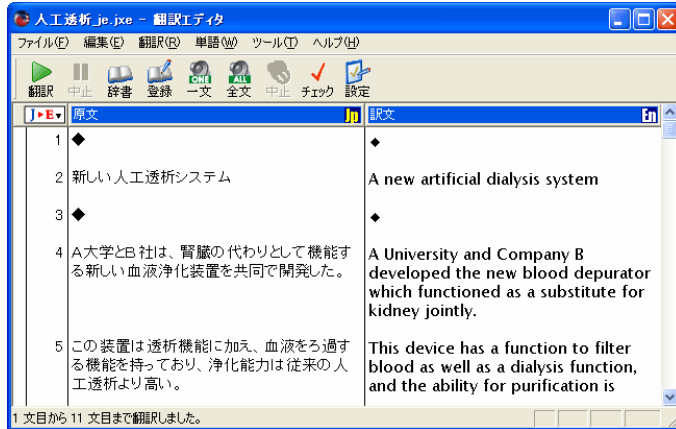 人工透析_je.jxe - 翻訳エディタ
ファイル(F) 編集(E) 翻訳(R) 単語(W) ツール(T) ヘルプ(H)
ONE ALL
翻訳 中止 辞書 登録 一文 全文 中止 チェック 設定
J▶E▼ 原文 Jp 訳文 En
1 ◆ ◆
2 新しい人工透析システム A new artificial dialysis system
3 ◆ ◆
4 A大学とB社は、腎臓の代わりとして機能す A University and Company B
る新しい血液浄化装置を共同で開発した。 developed the new blood depurator
which functioned as a substitute for
kidney jointly.
5 この装置は透析機能に加え、血液をろ過す This device has a function to filter
る機能を持っており、浄化能力は従来の人 blood as well as a dialysis function,
工透析より高い。 and the ability for purification is
1 文目から 11 文目まで翻訳しました。